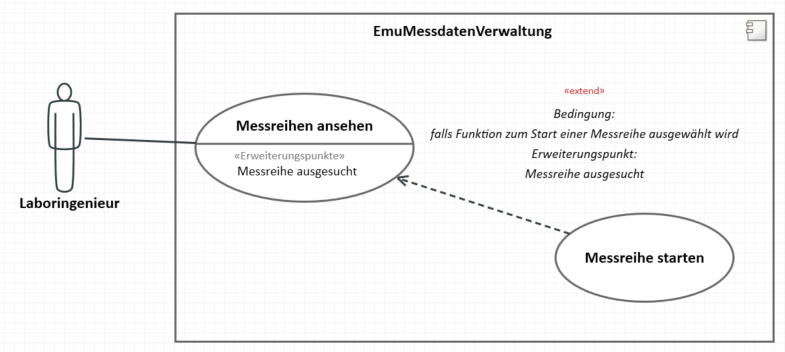 EmuMessdatenVerwaltung
«extend»
Bedingung:
falls Funktion zum Start einer Messreihe ausgewählt wird
Erweiterungspunkt:
Messreihe ausgesucht
Messreihen ansehen
«Erweiterungspunkte»
Messreihe ausgesucht
Laboringenieur
Messreihe starten